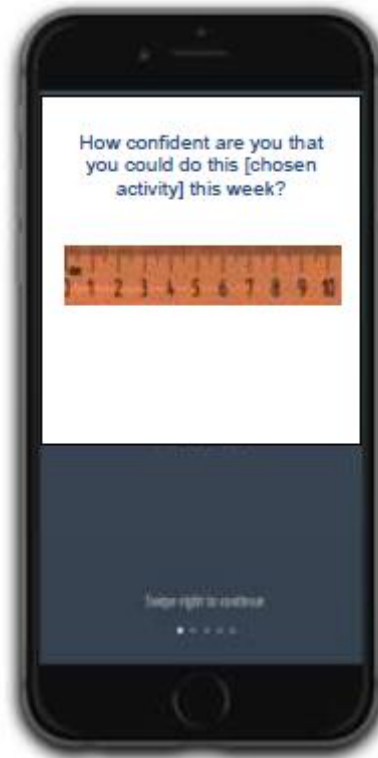 How confident are you that
you could do this [chosen
activity] this week?
0 1 2 3 4 5 6 7 8 9 10
Swipe right to continue